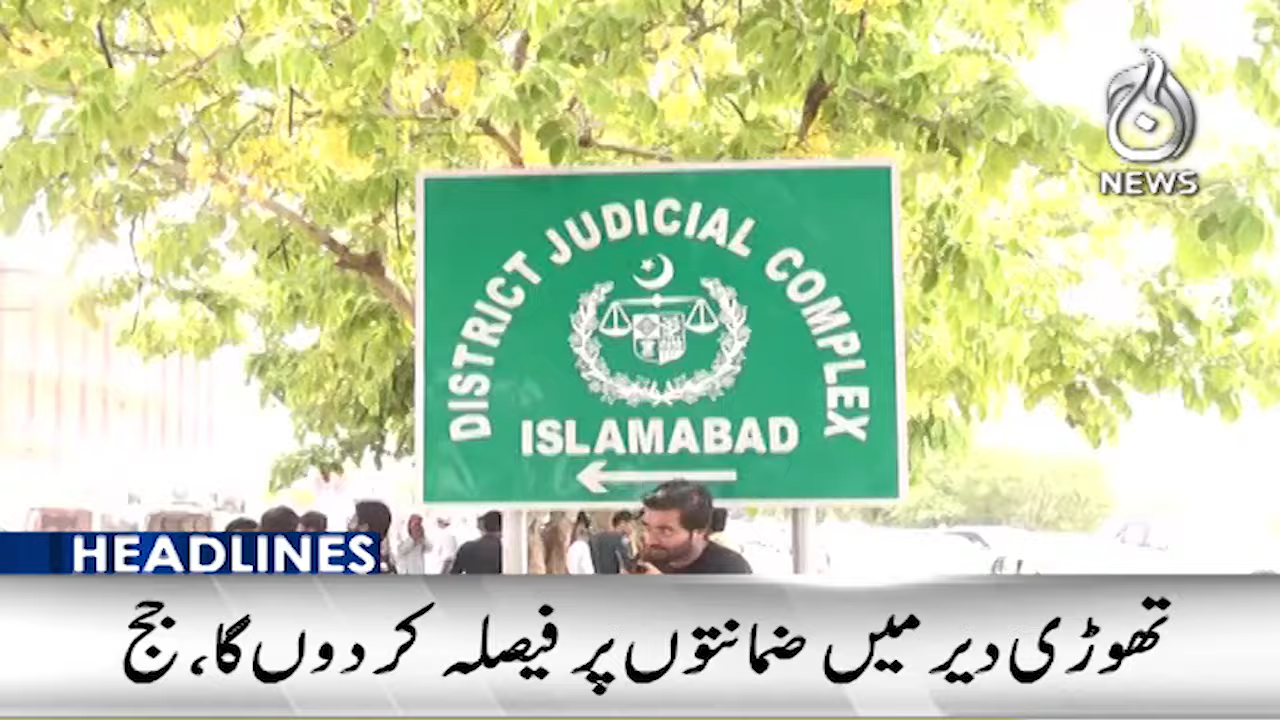 ن
NEWS
DISTRICT JUDICIAL COMPLEX
ISLAMABAD
HEADLINES
تھوڑی دیر میں ضمانتوں پر فیصلہ کر دوں گا، جج